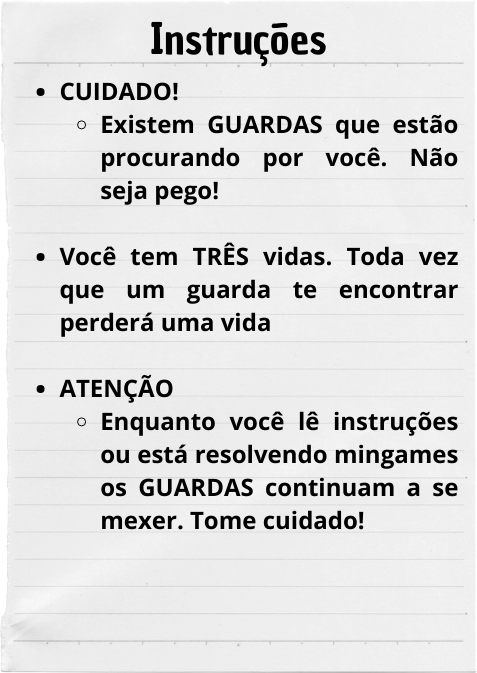 Instruções
• CUIDADO!
◦ Existem GUARDAS que estão
procurando por você. Não
seja pego!
• Você tem TRÊS vidas. Toda vez
que um guarda te encontrar
perderá uma vida
• ATENÇÃO
◦ Enquanto você lê instruções
ou está resolvendo mingames
os GUARDAS continuam a se
mexer. Tome cuidado!